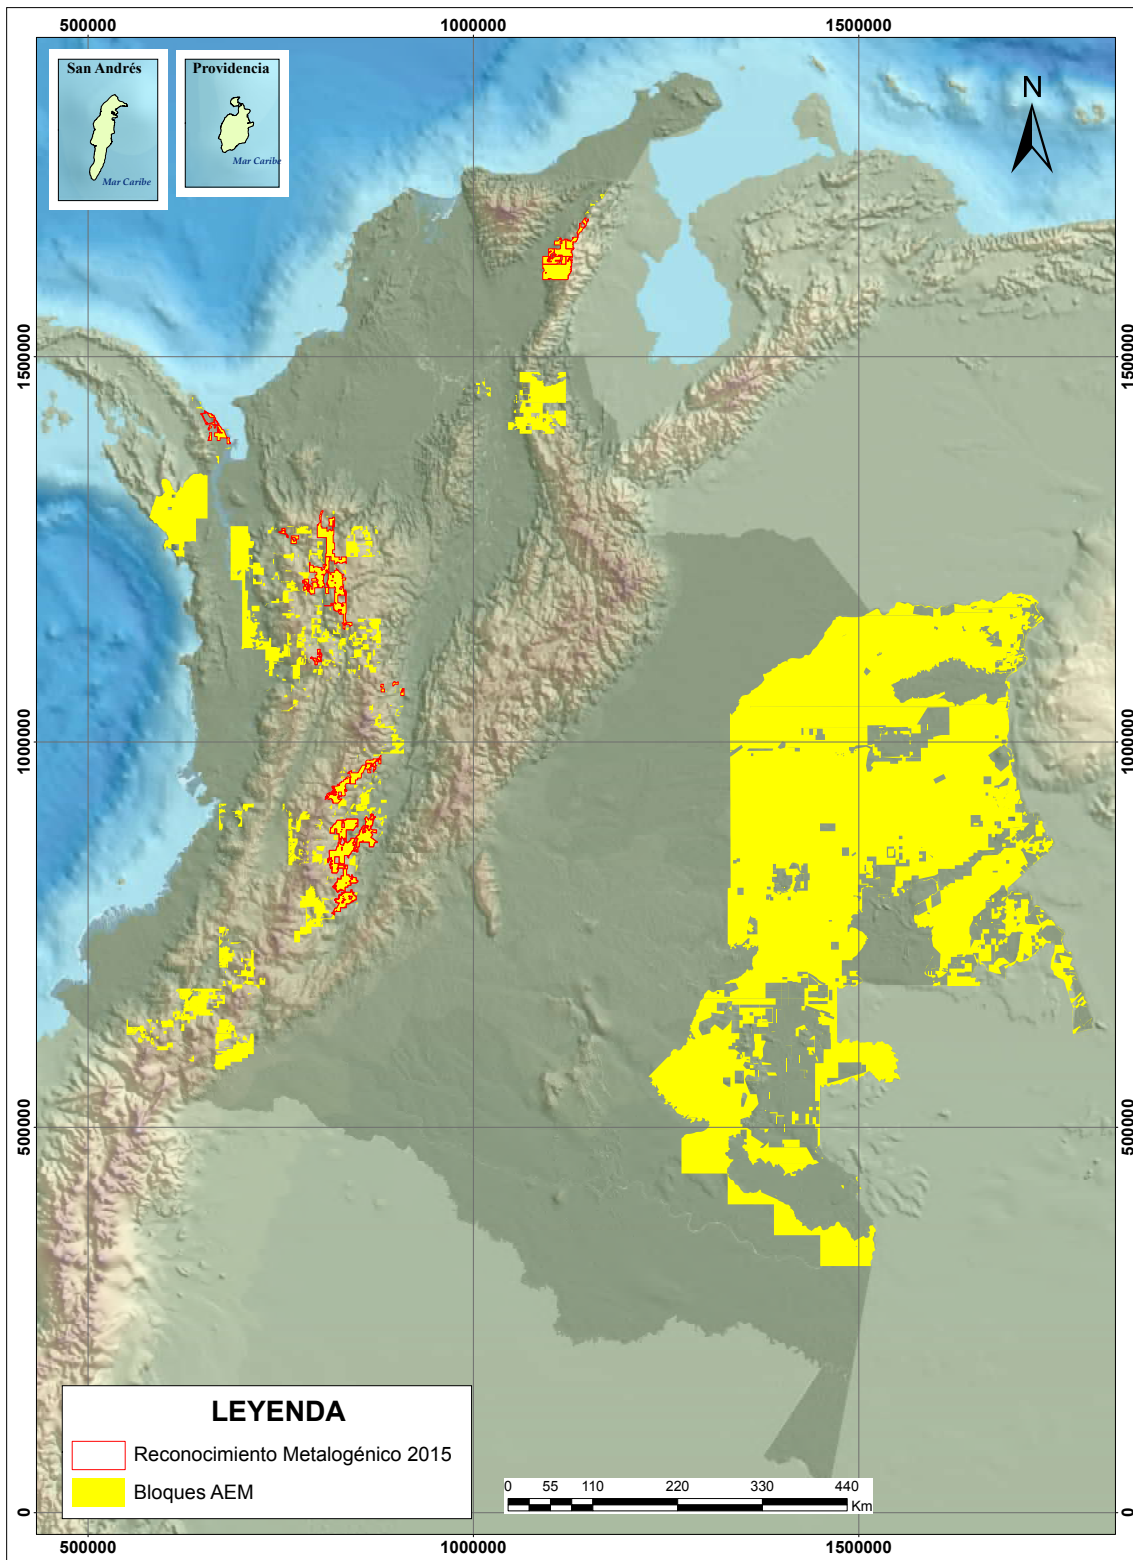 500000
1000000
1500000
San Andrés
Mar Caribe
Providencia
Mar Caribe
N
1500000
1500000
1000000
1000000
500000
500000
0
0
LEYENDA
Reconocimiento Metalogénico 2015
Bloques AEM
0 55 110 220 330 440
Km
500000
1000000
1500000